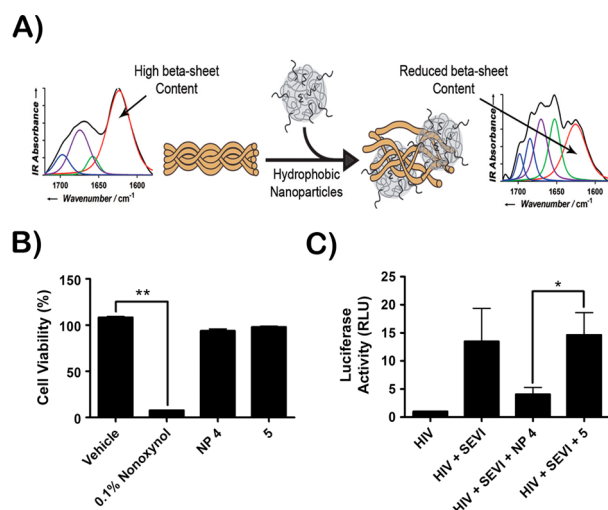 A)
IR Absorbance →
High beta-sheet
Content
1700
1650
1600
← Wavenumber / cm-1
Hydrophobic
Nanoparticles
IR Absorbance→
Reduced beta-sheet
Content
1700
1650
1600
← Wavenumber / cm-1
B)
Cell Viability (%)
150
100
50
0
**
Vehicle
0.1% Nonoxynol
NP 4
5
C)
Luciferase
Activity (RLU)
25
20
15
10
5
0
*
HIV
HIV + SEVI
HIV + SEVI + NP 4
HIV + SEVI + 5